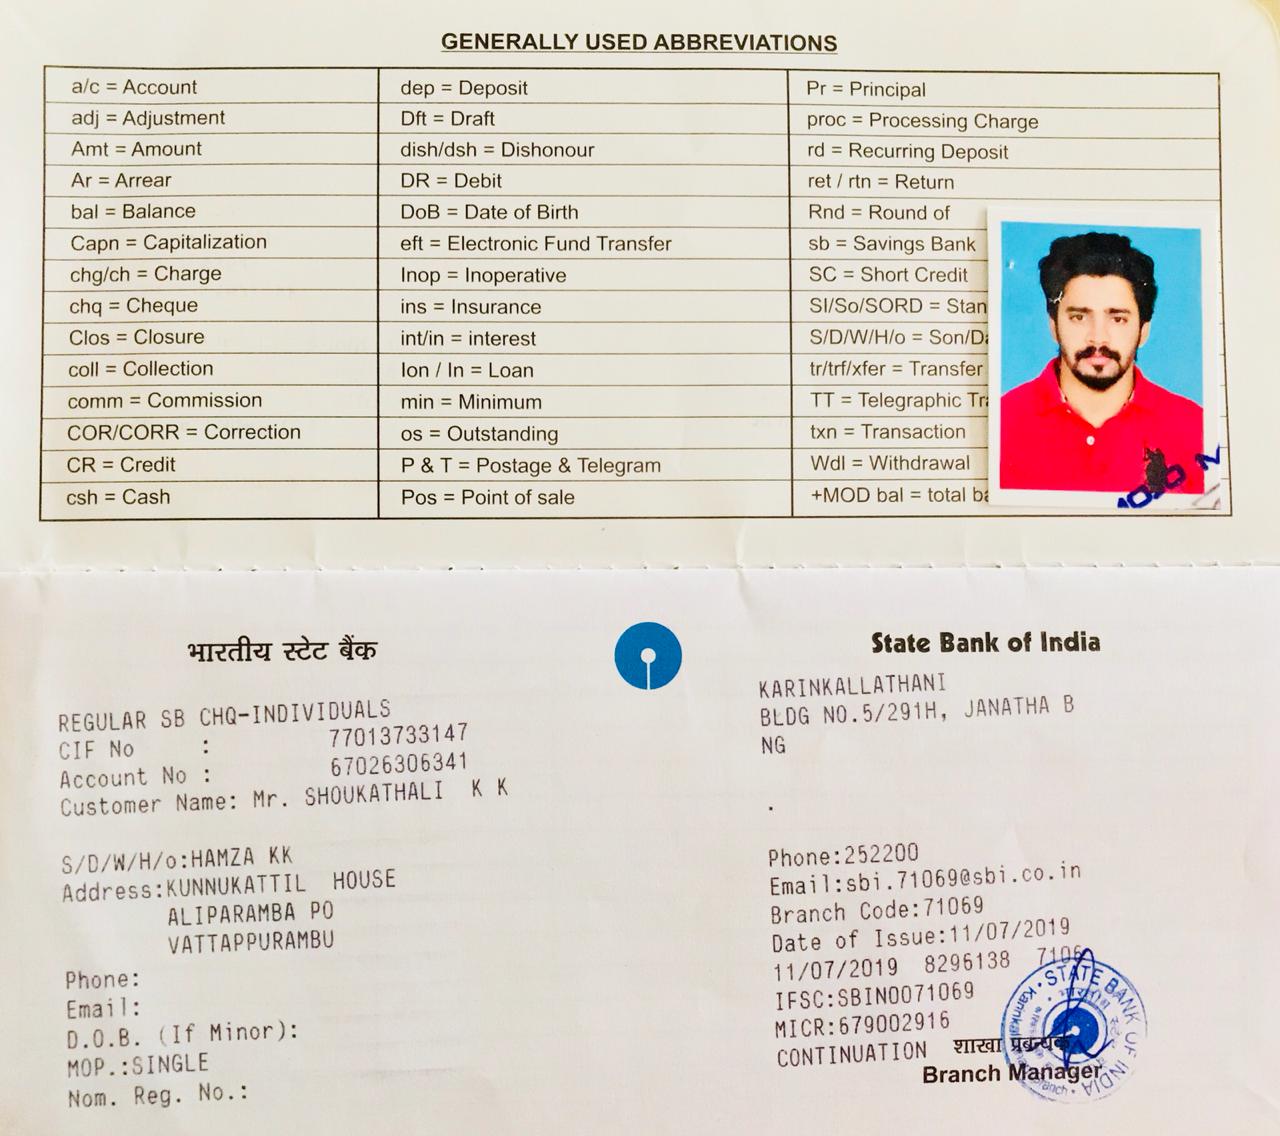 GENERALLY USED ABBREVIATIONS
a/c = Account
adj = Adjustment
Amt = Amount
Ar = Arrear
bal = Balance
Capn = Capitalization
chg/ch = Charge
chq = Cheque
Clos = Closure
coll = Collection
comm = Commission
COR/CORR = Correction
CR = Credit
csh = Cash
dep = Deposit
Dft = Draft
dish/dsh = Dishonour
DR = Debit
DoB = Date of Birth
eft = Electronic Fund Transfer
Inop = Inoperative
ins = Insurance
int/in = interest
Ion / In = Loan
min = Minimum
os = Outstanding
P & T = Postage & Telegram
Pos = Point of sale
Pr = Principal
proc = Processing Charge
rd = Recurring Deposit
ret / rtn = Return
Rnd = Round of
sb = Savings Bank
SC = Short Credit
SI/So/SORD = Stan
S/D/W/H/o = Son/Da
tr/trf/xfer = Transfer
TT = Telegraphic Tra
txn = Transaction
Wdl = Withdrawal
+MOD bal = total ba
भारतीय स्टेट बैंक
REGULAR SB CHQ-INDIVIDUALS
CIF No : 77013733147
Account No : 67026306341
Customer Name: Mr. SHOUKATHALI K K
S/D/W/H/o:HAMZA KK
Address:KUNNUKATTIL HOUSE
ALIPARAMBA PO
VATTAPPURAMBU
Phone:
Email:
D.O.B. (If Minor):
MOP.:SINGLE
Nom. Reg. No.:
State Bank of India
KARINKALLATHANI
BLDG NO.5/291H, JANATHA B
NG
.
Phone:252200
Email:sbi.71069@sbi.co.in
Branch Code:71069
Date of Issue:11/07/2019
11/07/2019 8296138 7106
IFSC:SBIN0071069
MICR:679002916
CONTINUATION शाखा प्रबन्धक
Branch Manager
STATE BANK OF INDIA